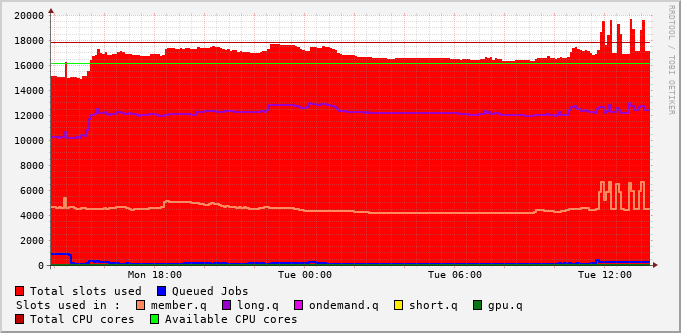 20000
18000
16000
14000
12000
10000
8000
6000
4000
2000
0
Mon 18:00 Tue 00:00 Tue 06:00 Tue 12:00
RRDTOOL / TOBI OETIKER
Total slots used Queued Jobs
Slots used in : member.q long.q ondemand.q short.q gpu.q
Total CPU cores Available CPU cores